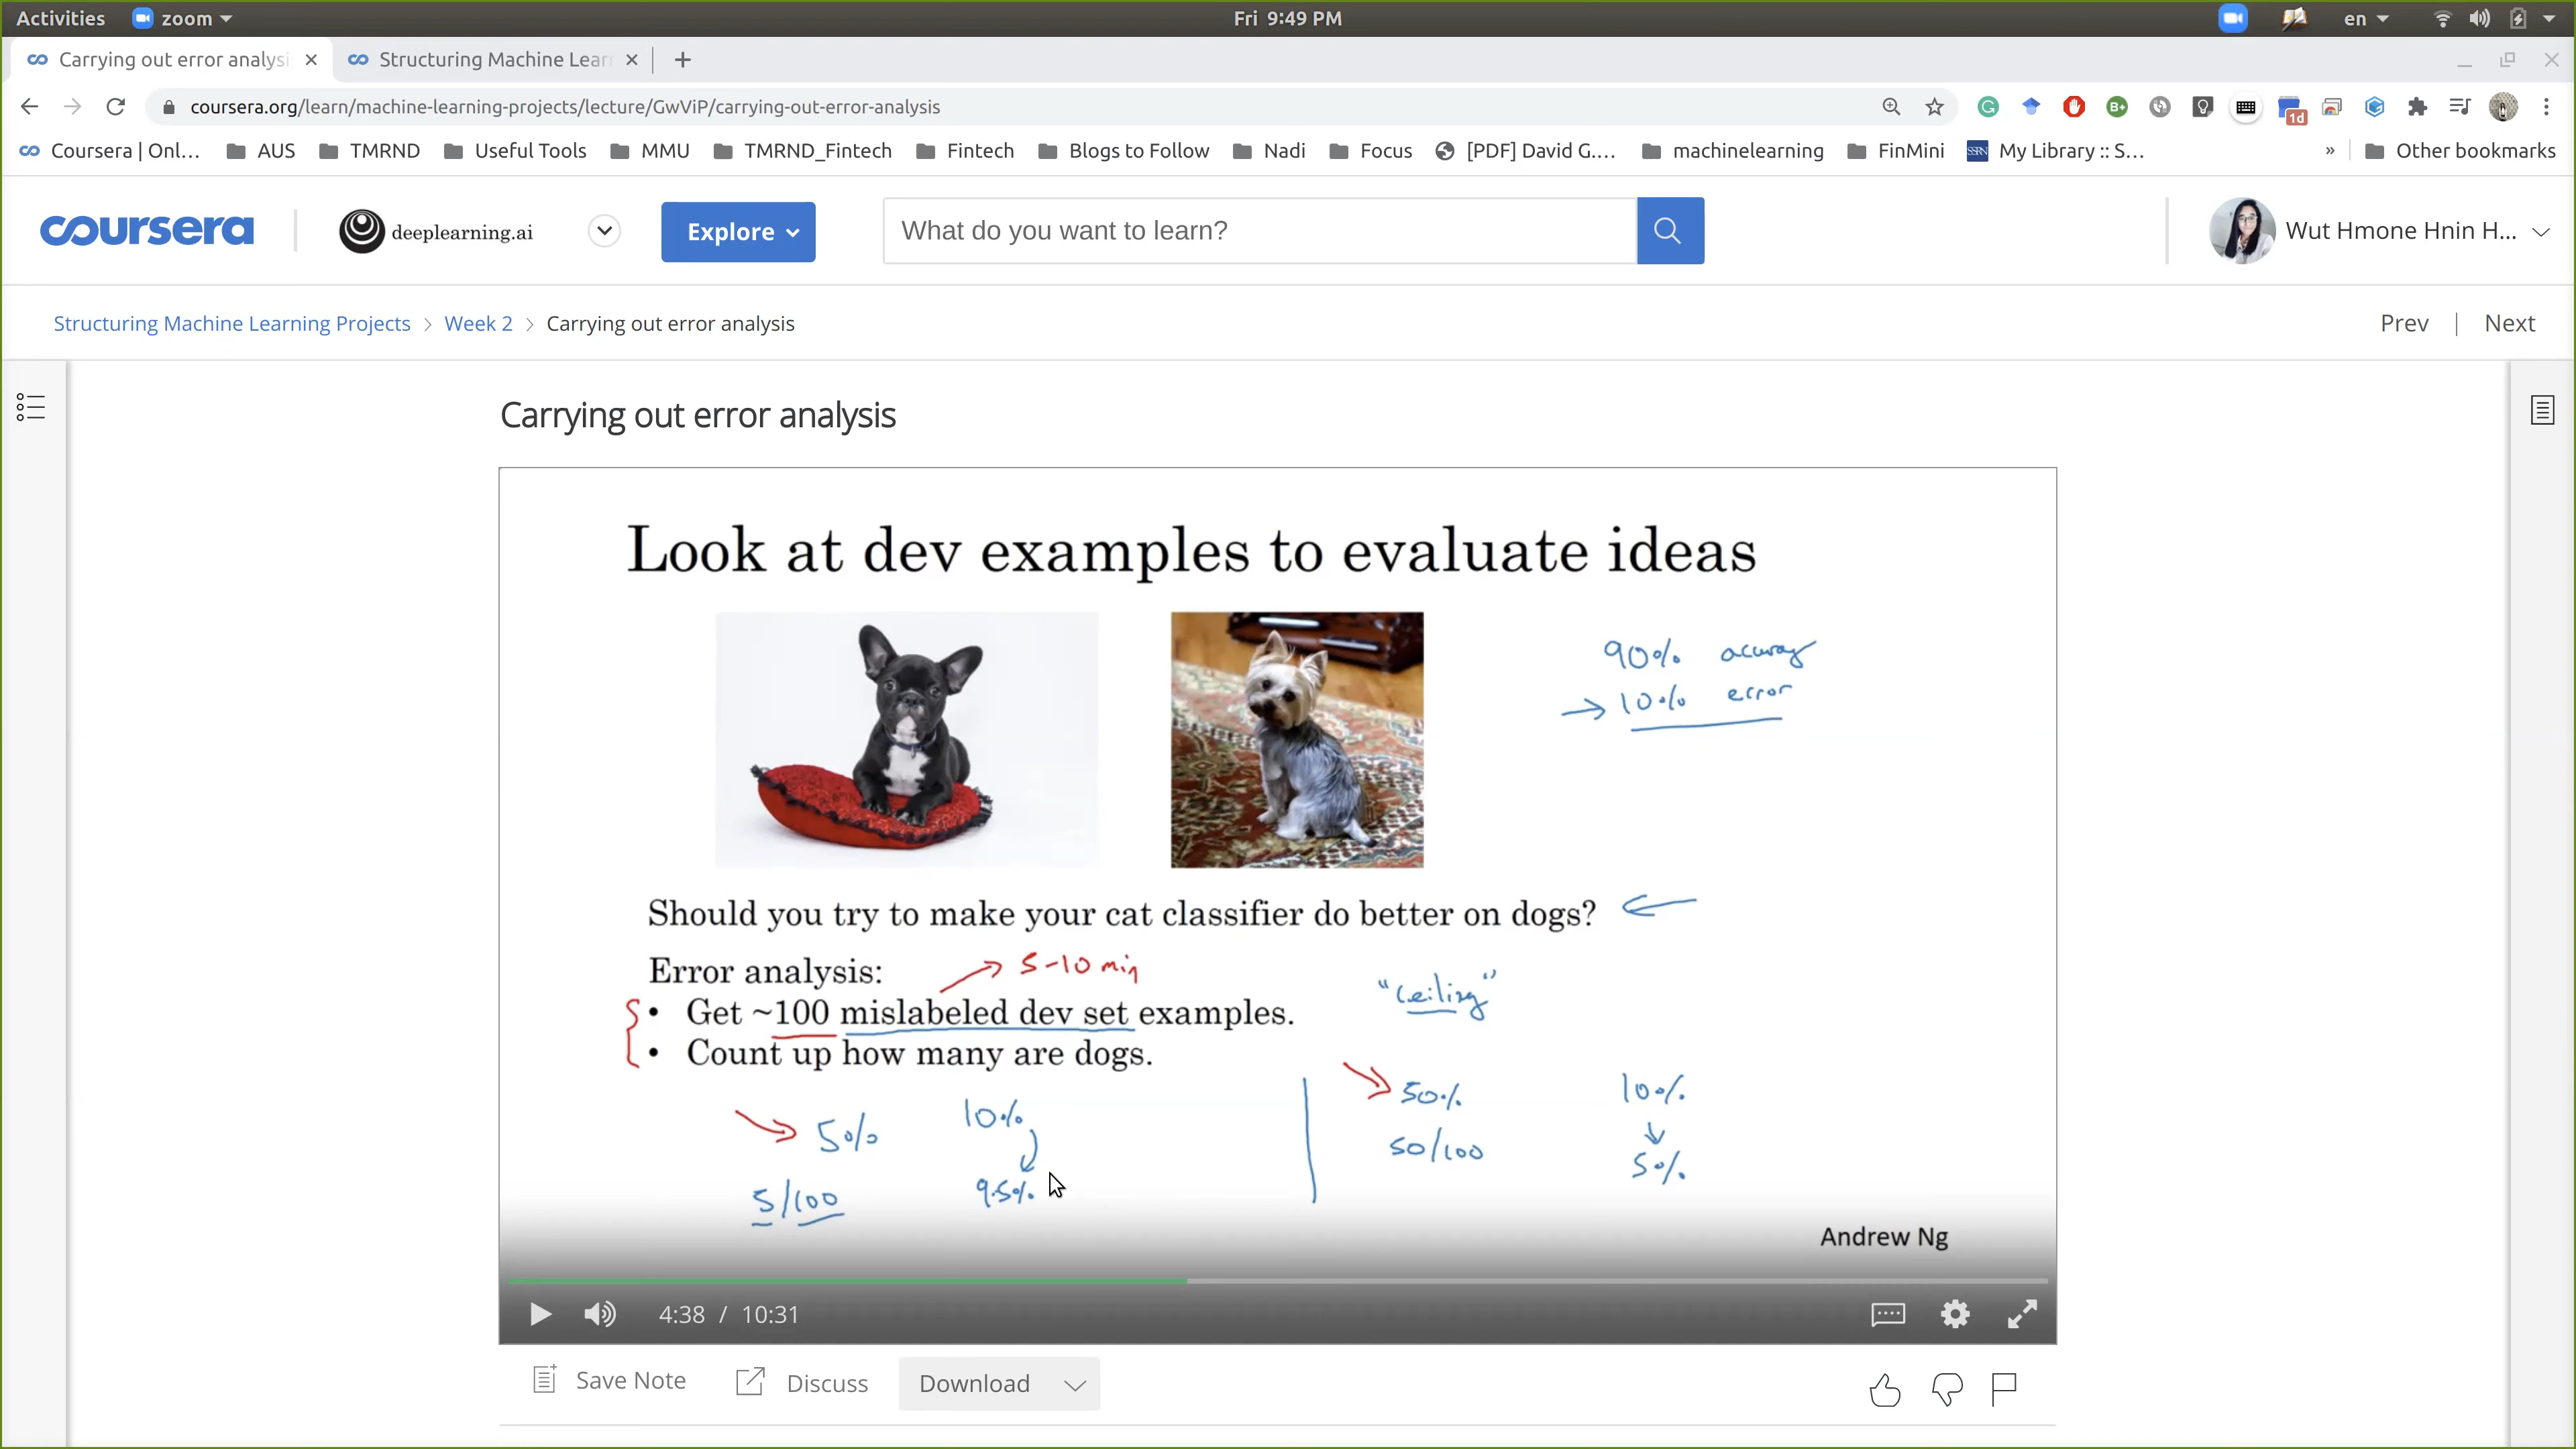 Activities zoom Fri 9:49 PM en
Carrying out error analysi Structuring Machine Lear
coursera.org/learn/machine-learning-projects/lecture/GwViP/carrying-out-error-analysis 1d
Coursera | Onl... AUS TMRND Useful Tools MMU TMRND_Fintech Fintech Blogs to Follow Nadi Focus [PDF] David G.... machinelearning FinMini SSRN My Library :: S... » Other bookmarks
coursera deeplearning.ai Explore What do you want to learn? Wut Hmone Hnin H...
Structuring Machine Learning Projects > Week 2 > Carrying out error analysis Prev | Next
Carrying out error analysis
Look at dev examples to evaluate ideas
90% accuracy
→ 10% error
Should you try to make your cat classifier do better on dogs? ←
Error analysis: → 5-10 min
"ceiling"
• Get ~100 mislabeled dev set examples.
• Count up how many are dogs.
→ 5% 10% → 50% 10%
5/100 9.5% 50/100 5%
Andrew Ng
4:38 / 10:31
Save Note Discuss Download